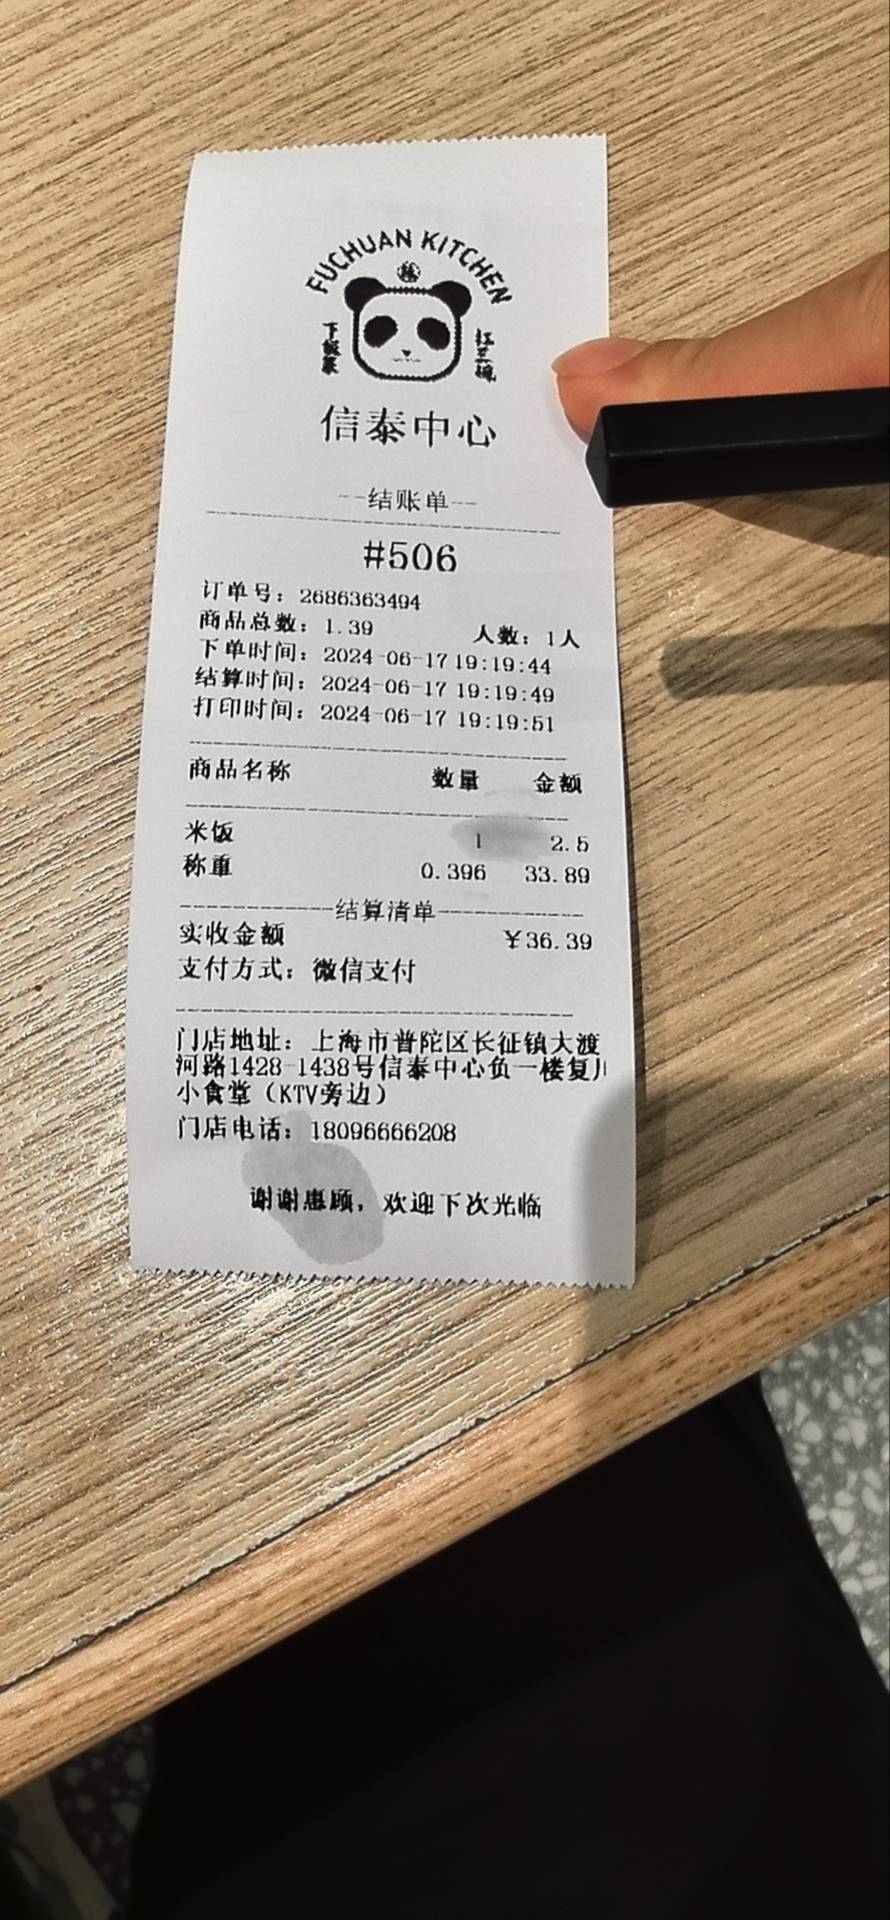 FUCHUAN KITCHEN
下饭菜
红三碗
信泰中心
--结账单--
#506
订单号：2686363494
商品总数：1.39 人数：1人
下单时间：2024-06-17 19:19:44
结算时间：2024-06-17 19:19:49
打印时间：2024-06-17 19:19:51
商品名称 数量 金额
米饭 1 2.5
称重 0.396 33.89
结算清单
实收金额 ￥36.39
支付方式：微信支付
门店地址：上海市普陀区长征镇大渡
河路1428-1438号信泰中心负一楼复川
小食堂（KTV旁边）
门店电话：18096666208
谢谢惠顾，欢迎下次光临